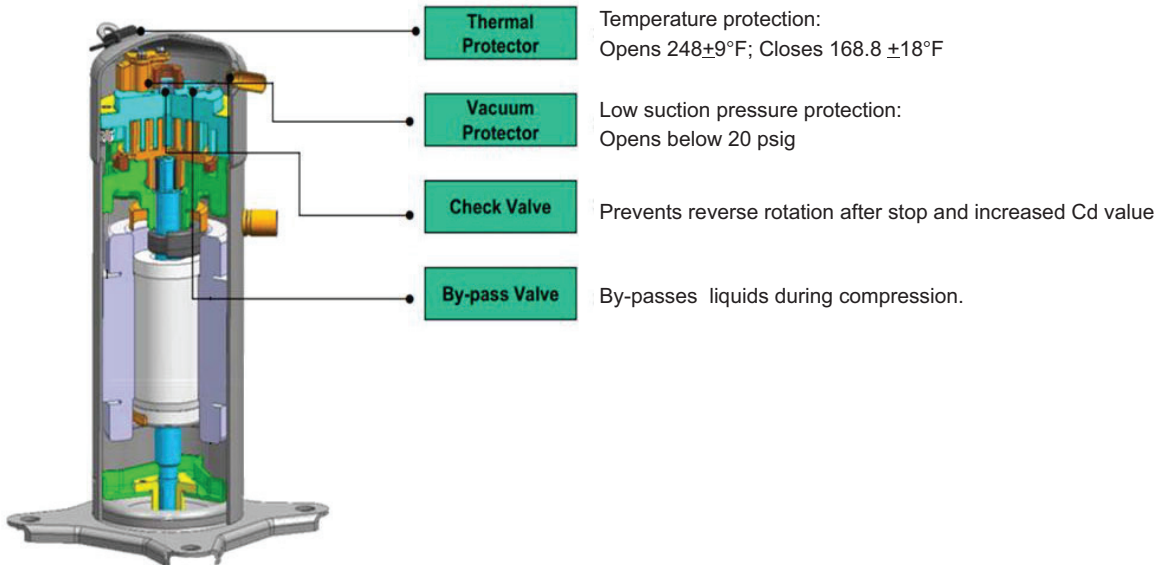 Thermal
Protector
Temperature protection:
Opens 248±9°F; Closes 168.8 ±18°F
Vacuum
Protector
Low suction pressure protection:
Opens below 20 psig
Check Valve
Prevents reverse rotation after stop and increased Cd value
By-pass Valve
By-passes liquids during compression.